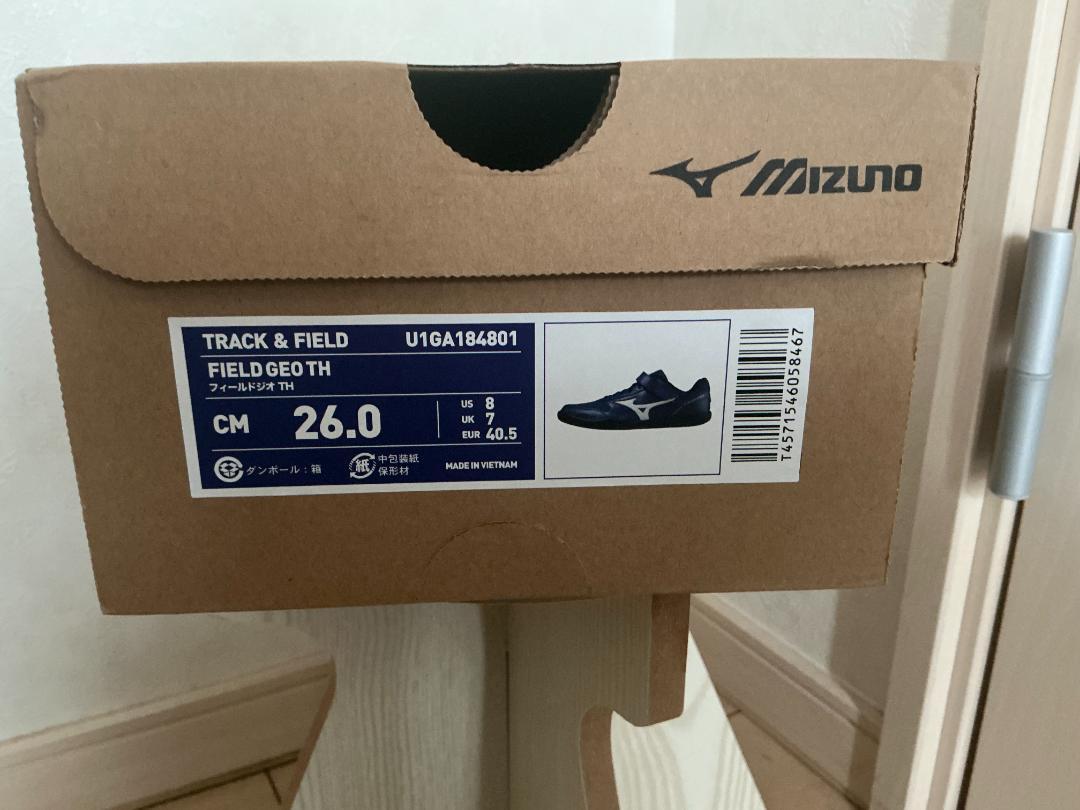 MIZUNO
TRACK & FIELD U1GA184801
FIELD GEO TH
フィールドジオ TH
CM 26.0
US 8
UK 7
EUR 40.5
ダンボール：箱
紙 中包装紙
保形材
MADE IN VIETNAM
T4571546058467